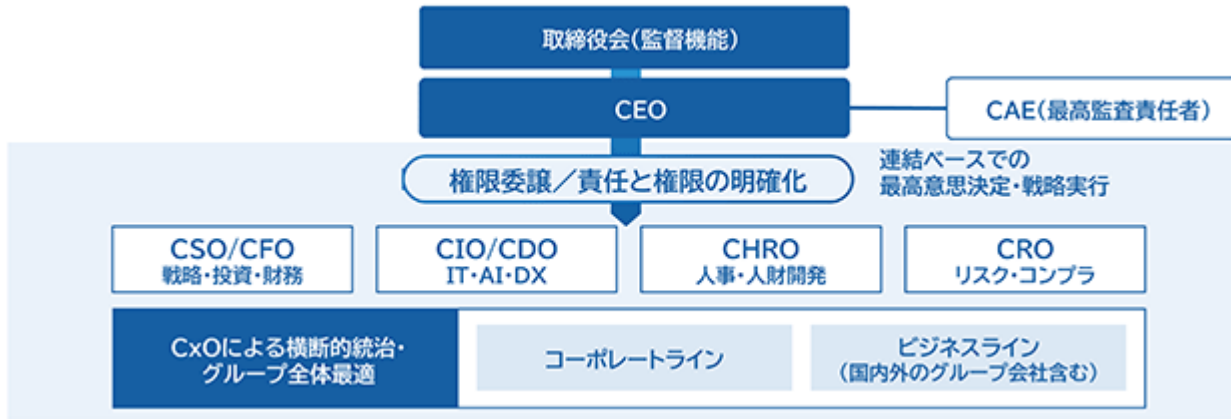 取締役会(監督機能)
CEO
CAE(最高監査責任者)
権限委譲／責任と権限の明確化
連結ベースでの
最高意思決定・戦略実行
CSO/CFO
戦略・投資・財務
CIO/CDO
IT・AI・DX
CHRO
人事・人財開発
CRO
リスク・コンプラ
CxOによる横断的統治・
グループ全体最適
コーポレートライン
ビジネスライン
(国内外のグループ会社含む)